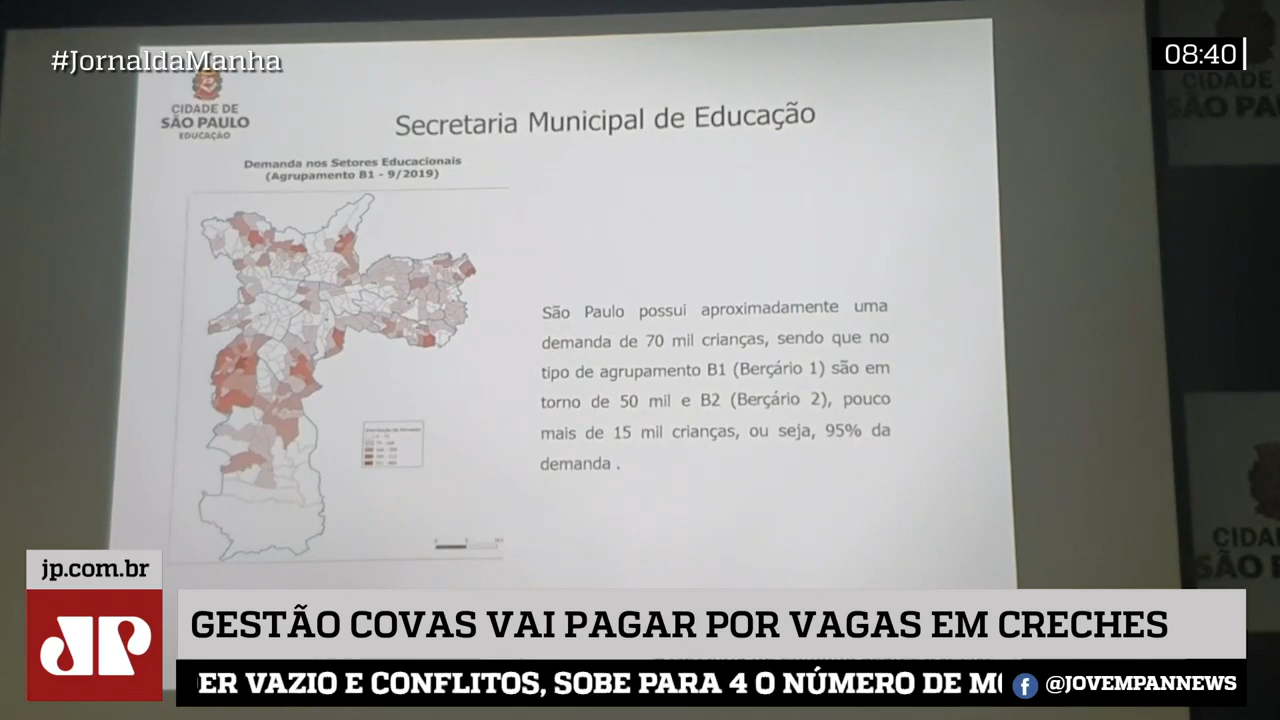 #JornaldaManha
08:40
CIDADE DE
SÃO PAULO
EDUCAÇÃO
Secretaria Municipal de Educação
Demanda nos Setores Educacionais
(Agrupamento B1 - 9/2019)
São Paulo possui aproximadamente uma
demanda de 70 mil crianças, sendo que no
tipo de agrupamento B1 (Berçário 1) são em
torno de 50 mil e B2 (Berçário 2), pouco
mais de 15 mil crianças, ou seja, 95% da
demanda .
CIDADE
SÃO PA
CIDA
SÃO
jp.com.br
JP
GESTÃO COVAS VAI PAGAR POR VAGAS EM CRECHES
ER VAZIO E CONFLITOS, SOBE PARA 4 O NÚMERO DE M
f @JOVEMPANNEWS